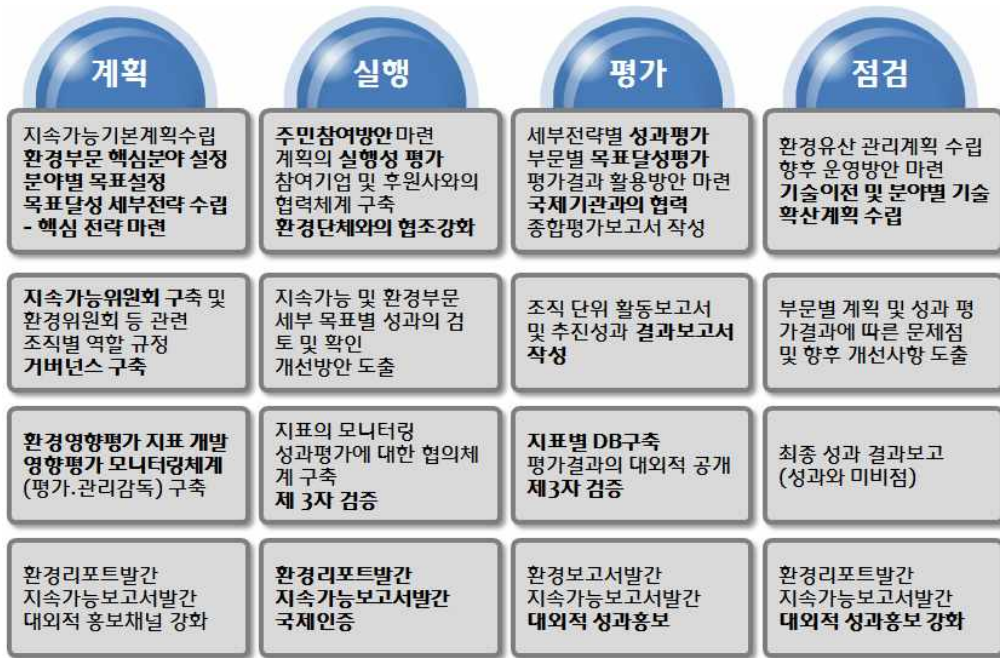 계획
실행
평가
점검
지속가능기본계획수립
환경부문 핵심분야 설정
분야별 목표설정
목표달성 세부전략 수립
- 핵심 전략 마련
주민참여방안 마련
계획의 실행성 평가
참여기업 및 후원사와의
협력체계 구축
환경단체와의 협조강화
세부전략별 성과평가
부문별 목표달성평가
평가결과 활용방안 마련
국제기관과의 협력
종합평가보고서 작성
환경유산 관리계획 수립
향후 운영방안 마련
기술이전 및 분야별 기술
확산계획 수립
지속가능위원회 구축 및
환경위원회 등 관련
조직별 역할 규정
거버넌스 구축
지속가능 및 환경부문
세부 목표별 성과의 검
토 및 확인
개선방안 도출
조직 단위 활동보고서
및 추진성과 결과보고서
작성
부문별 계획 및 성과 평
가결과에 따른 문제점
및 향후 개선사항 도출
환경영향평가 지표 개발
영향평가 모니터링체계
(평가.관리감독) 구축
지표의 모니터링
성과평가에 대한 협의체
계 구축
제 3자 검증
지표별 DB구축
평가결과의 대외적 공개
제3자 검증
최종 성과 결과보고
(성과와 미비점)
환경리포트발간
지속가능보고서발간
대외적 홍보채널 강화
환경리포트발간
지속가능보고서발간
국제인증
환경보고서발간
지속가능보고서발간
대외적 성과홍보
환경리포트발간
지속가능보고서발간
대외적 성과홍보 강화